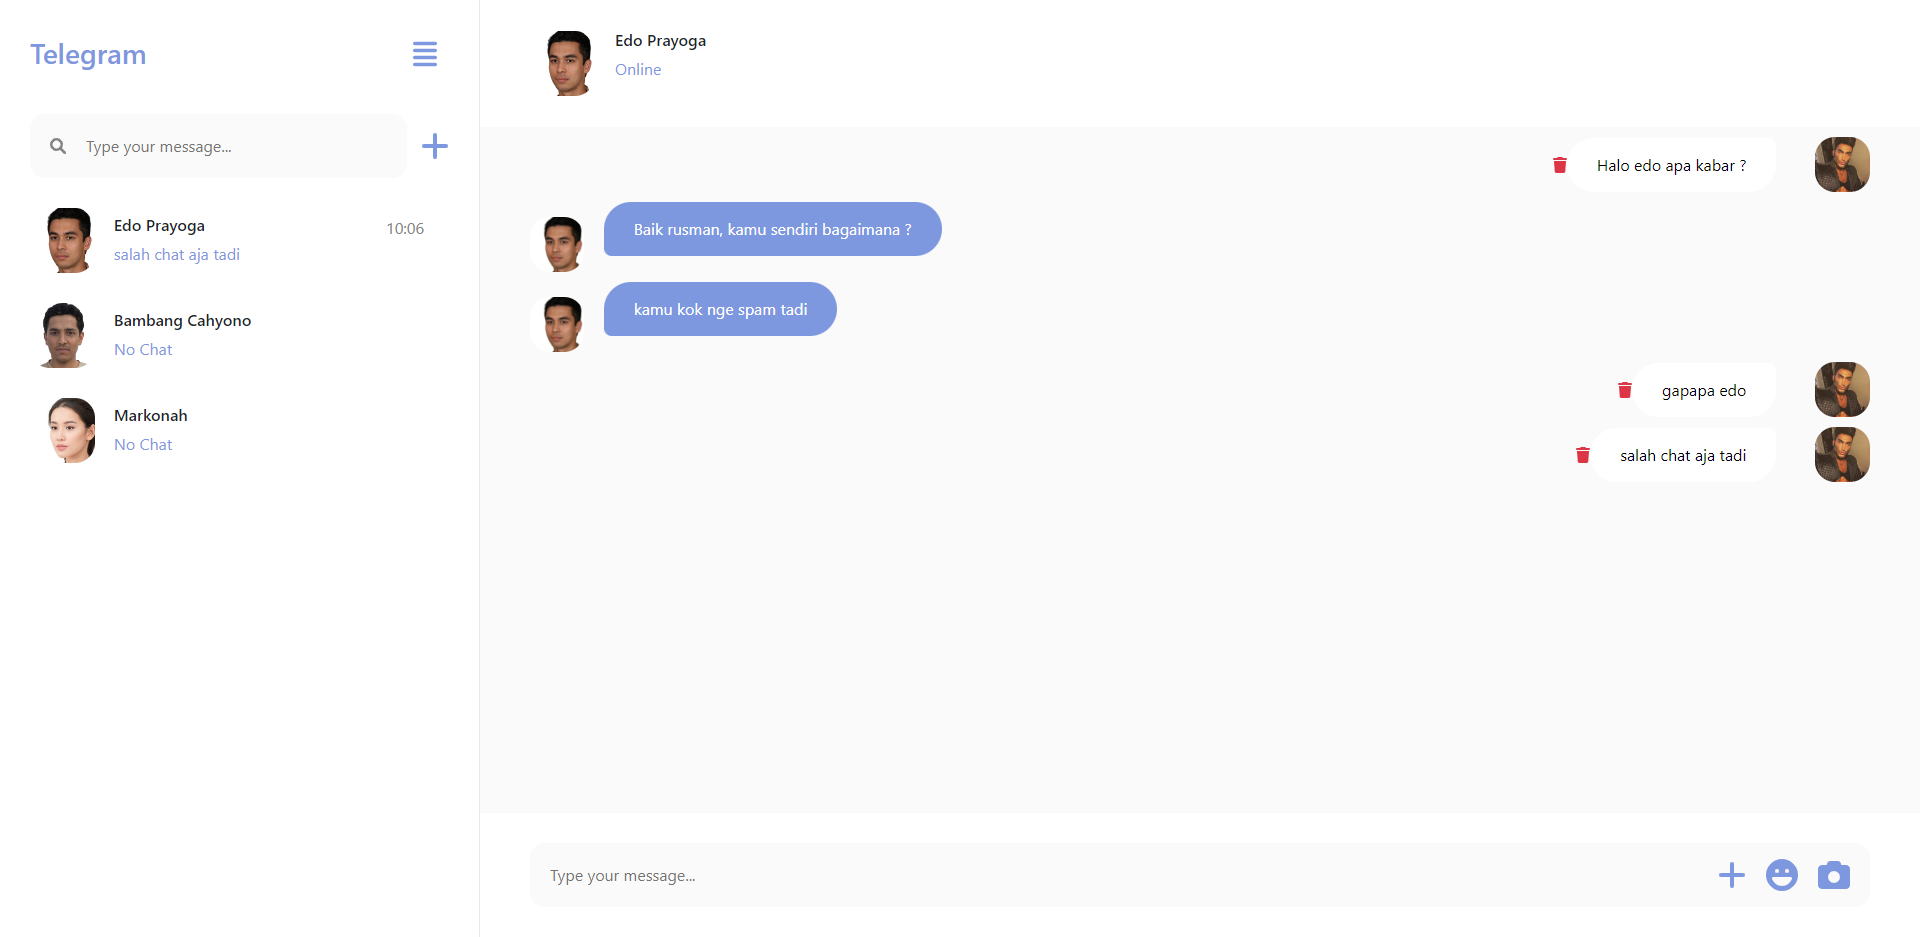 Telegram
Type your message...
Edo Prayoga
10:06
salah chat aja tadi
Bambang Cahyono
No Chat
Markonah
No Chat
Edo Prayoga
Online
Halo edo apa kabar ?
Baik rusman, kamu sendiri bagaimana ?
kamu kok nge spam tadi
gapapa edo
salah chat aja tadi
Type your message...